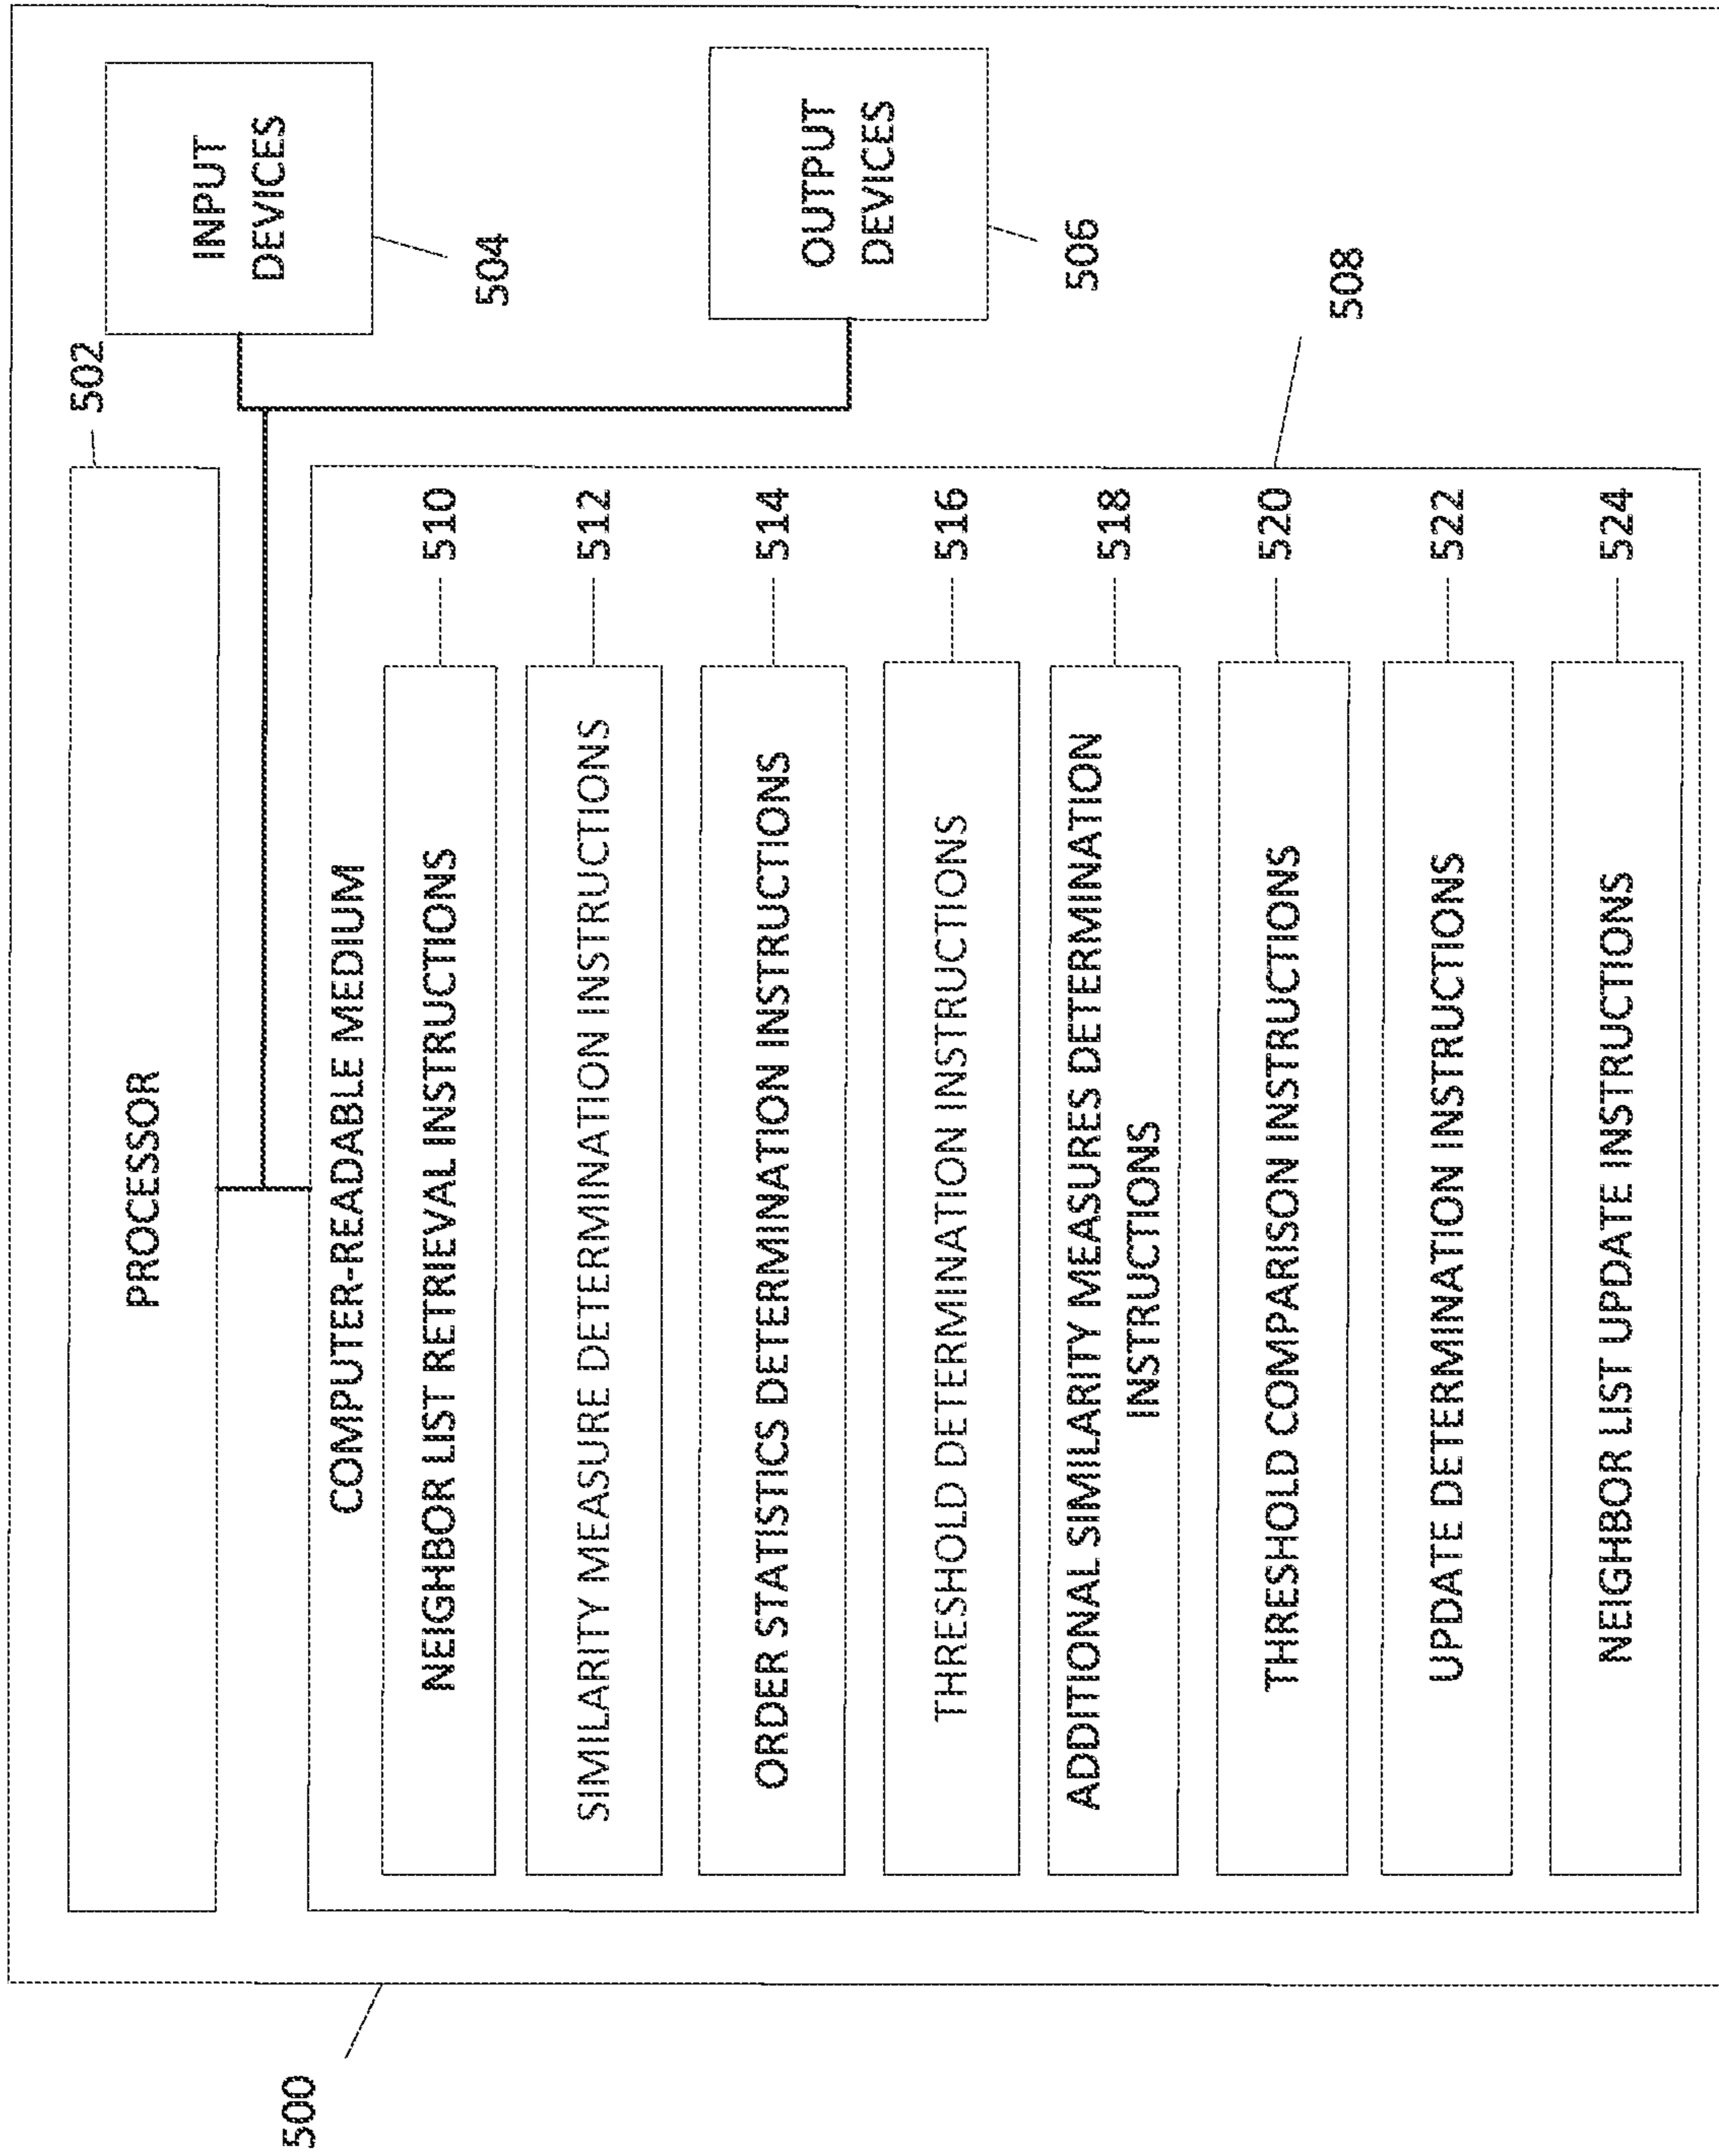 500
PROCESSOR
502
INPUT
DEVICES
504
COMPUTER-READABLE MEDIUM
NEIGHBOR LIST RETRIEVAL INSTRUCTIONS
510
SIMILARITY MEASURE DETERMINATION INSTRUCTIONS
512
ORDER STATISTICS DETERMINATION INSTRUCTIONS
514
OUTPUT
DEVICES
506
THRESHOLD DETERMINATION INSTRUCTIONS
516
ADDITIONAL SIMILARITY MEASURES DETERMINATION
INSTRUCTIONS
518
THRESHOLD COMPARISON INSTRUCTIONS
520
508
UPDATE DETERMINATION INSTRUCTIONS
522
NEIGHBOR LIST UPDATE INSTRUCTIONS
524